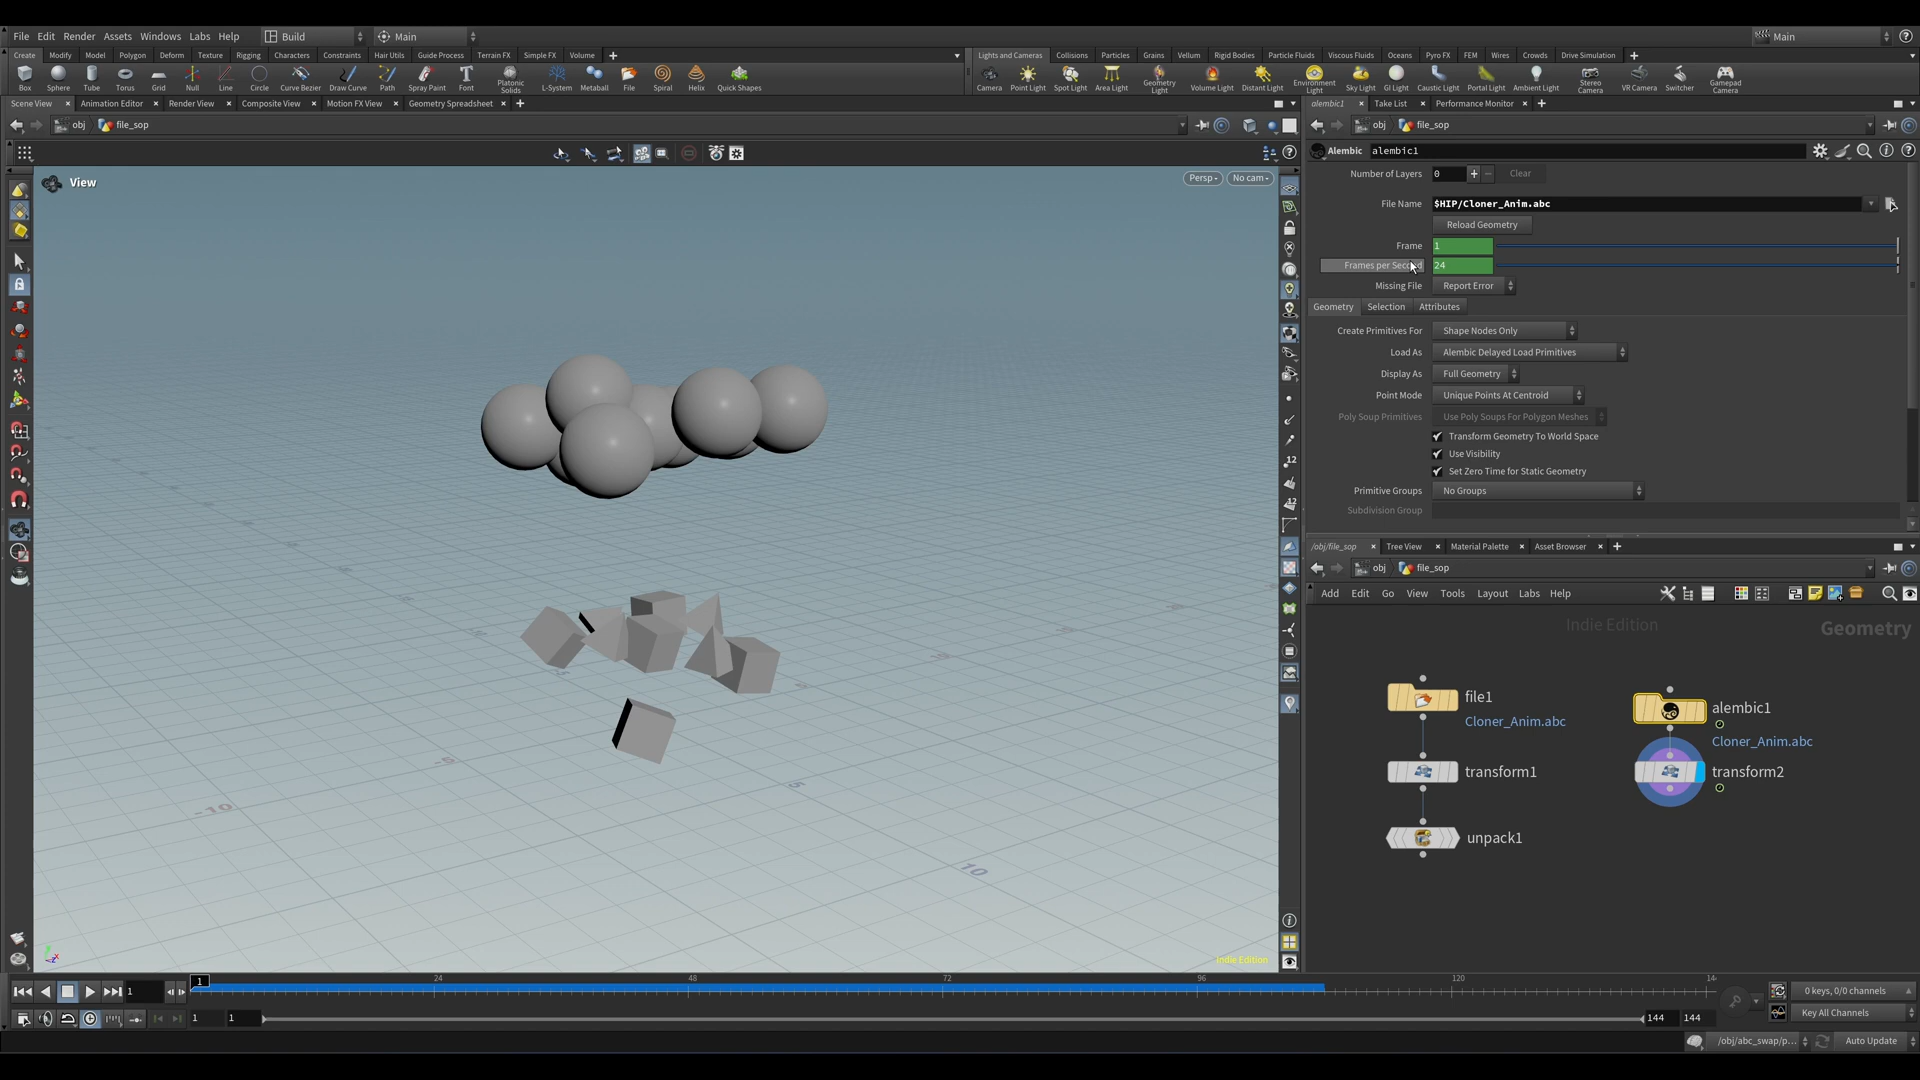 File Edit Render Assets Windows Labs Help Build Main Main
Create Modify Model Polygon Deform Texture Rigging Characters Constraints Hair Utils Guide Process Terrain FX Simple FX Volume
Lights and Cameras Collisions Particles Grains Vellum Rigid Bodies Particle Fluids Viscous Fluids Oceans Pyro FX FEM Wires Crowds Drive Simulation
Box Sphere Tube Torus Grid Null Line Circle Curve Bezier Draw Curve Path Spray Paint Font Platonic Solids L-System Metaball File Spiral Helix Quick Shapes
Camera Point Light Spot Light Area Light Geometry Light Volume Light Distant Light Environment Light Sky Light GI Light Caustic Light Portal Light Ambient Light Stereo Camera VR Camera Switcher Gamepad Camera
Scene View Animation Editor Render View Composite View Motion FX View Geometry Spreadsheet
alembic1 Take List Performance Monitor
obj file_sop
obj file_sop
Alembic alembic1
View
Persp No cam
Number of Layers 0 Clear
File Name $HIP/Cloner_Anim.abc
Reload Geometry
Frame 1
Frames per Second 24
Missing File Report Error
Geometry Selection Attributes
Create Primitives For Shape Nodes Only
Load As Alembic Delayed Load Primitives
Display As Full Geometry
Point Mode Unique Points At Centroid
Poly Soup Primitives Use Poly Soups For Polygon Meshes
Transform Geometry To World Space
Use Visibility
Set Zero Time for Static Geometry
Primitive Groups No Groups
Subdivision Group
/obj/file_sop Tree View Material Palette Asset Browser
obj file_sop
Add Edit Go View Tools Layout Labs Help
Indie Edition
Geometry
file1
Cloner_Anim.abc
alembic1
Cloner_Anim.abc
transform1
transform2
unpack1
12
12
-10
-5
5
10
Indie Edition
1 24 48 72 96 120 14
1
0 keys, 0/0 channels
1 1 144 144
Key All Channels
/obj/abc_swap/p... Auto Update